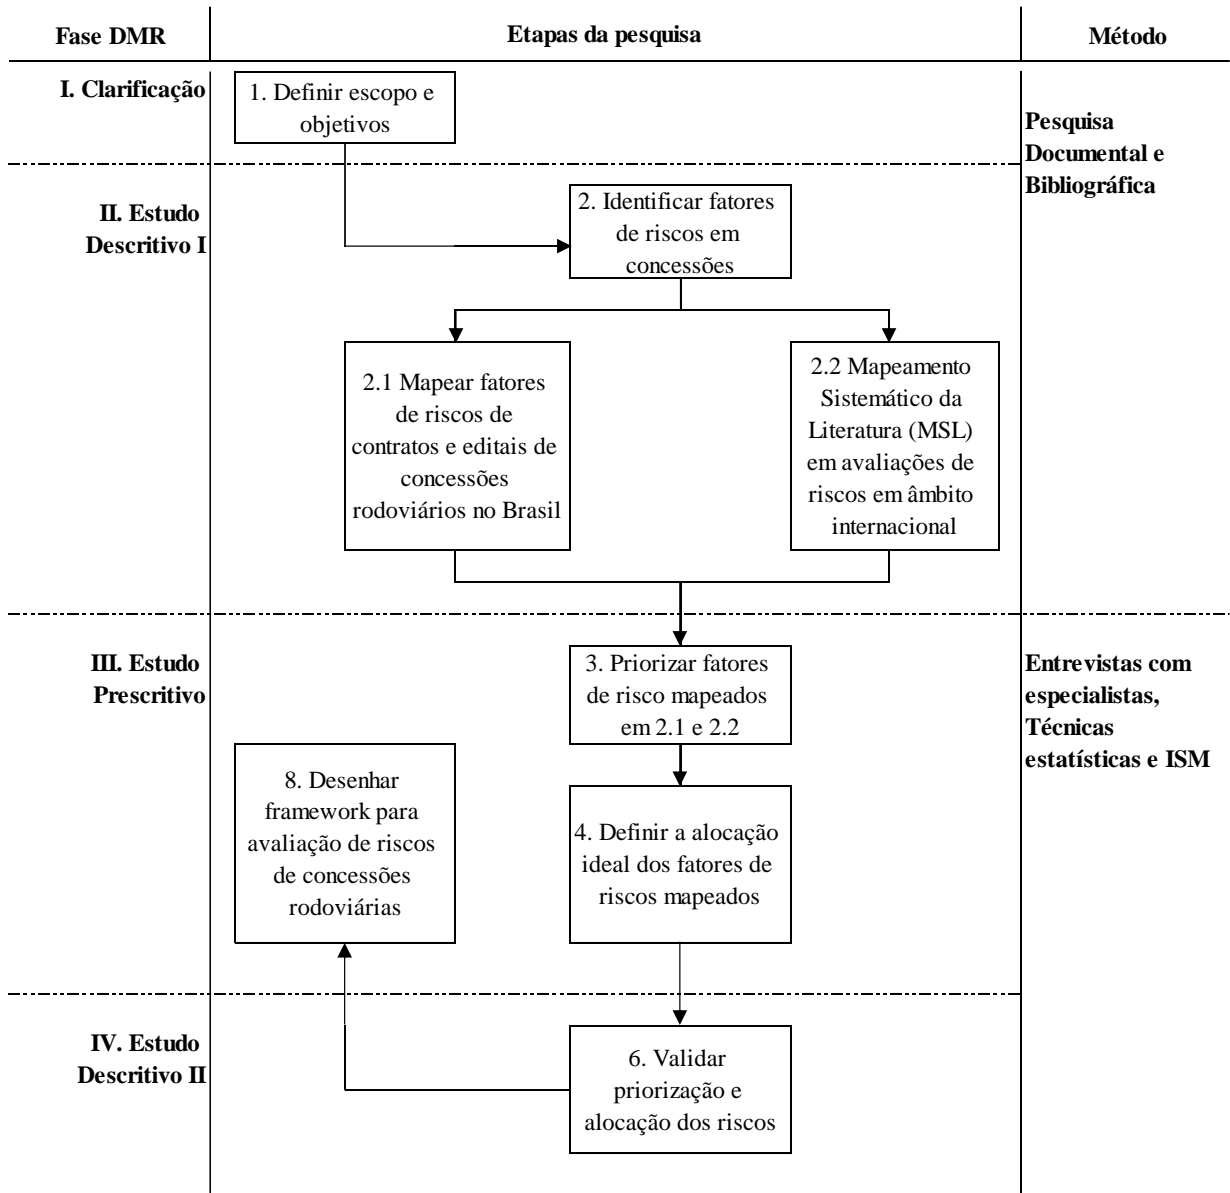 Fase DMR
Etapas da pesquisa
Método
I. Clarificação
1. Definir escopo e
objetivos
Pesquisa
Documental e
Bibliográfica
II. Estudo
Descritivo I
2. Identificar fatores
de riscos em
concessões
2.1 Mapear fatores
de riscos de
contratos e editais de
concessões
rodoviários no Brasil
2.2 Mapeamento
Sistemático da
Literatura (MSL)
em avaliações de
riscos em âmbito
internacional
III. Estudo
Prescritivo
3. Priorizar fatores
de risco mapeados
em 2.1 e 2.2
Entrevistas com
especialistas,
Técnicas
estatísticas e ISM
8. Desenhar
framework para
avaliação de riscos
de concessões
rodoviárias
4. Definir a alocação
ideal dos fatores de
riscos mapeados
IV. Estudo
Descritivo II
6. Validar
priorização e
alocação dos riscos